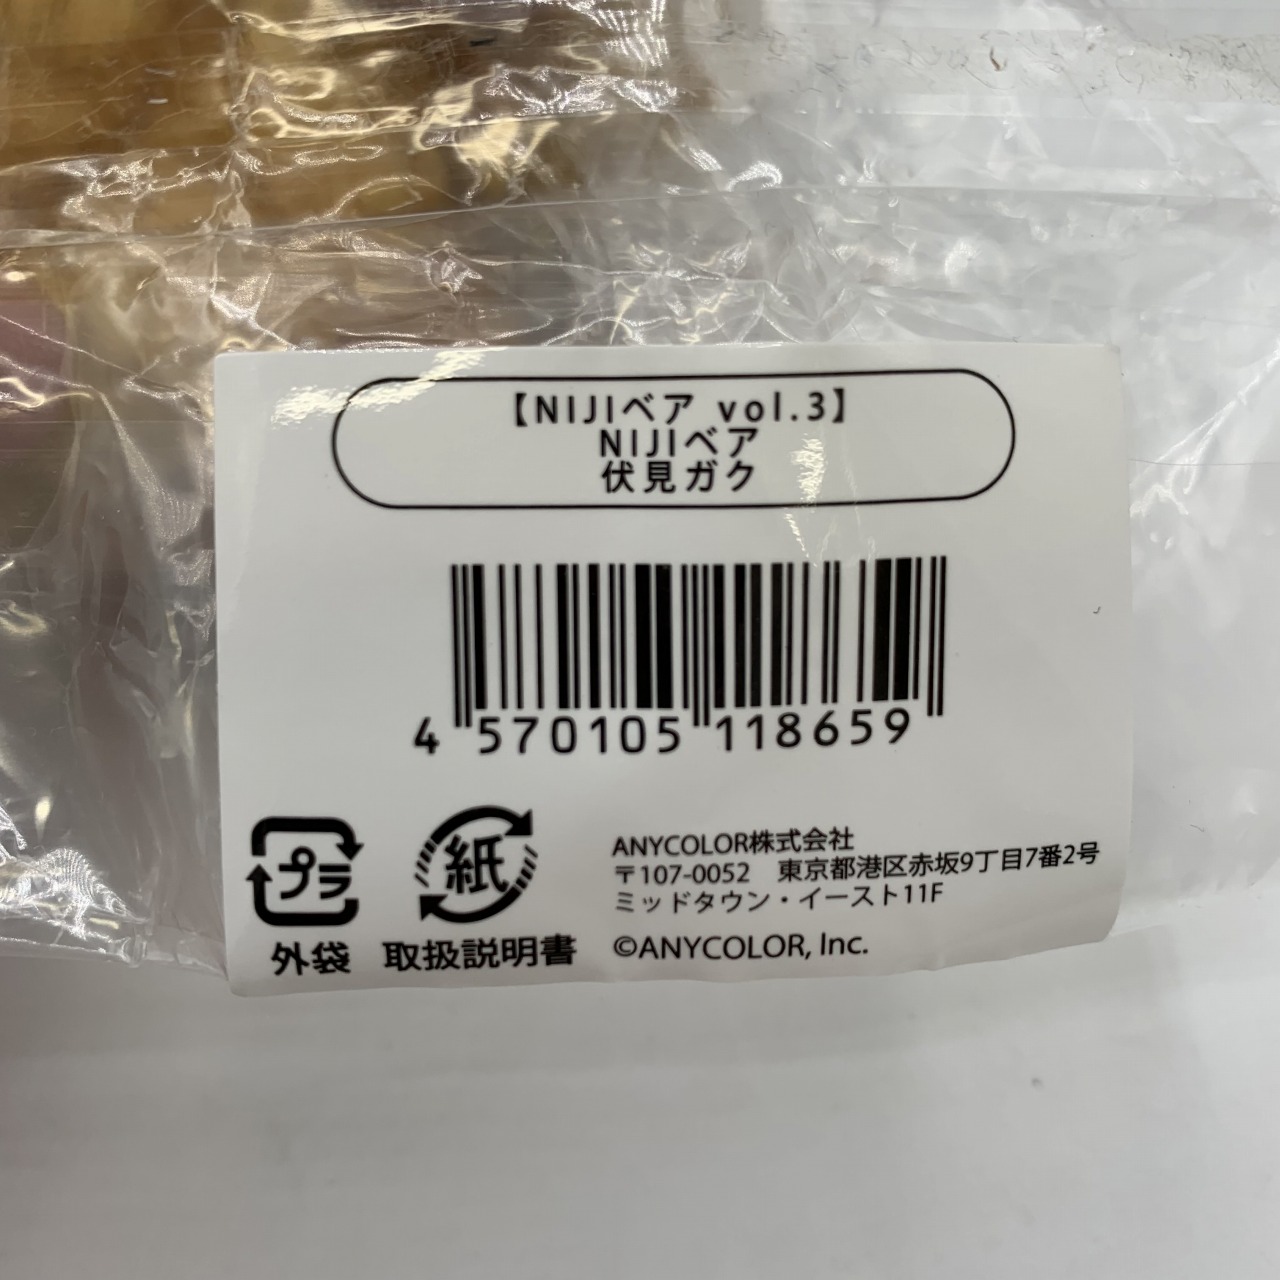 【NIJIベア vol.3】
NIJIベア
伏見ガク
4 570105 118659
プラ
外袋
紙
取扱説明書
ANYCOLOR株式会社
〒107-0052 東京都港区赤坂9丁目7番2号
ミッドタウン・イースト11F
©ANYCOLOR, Inc.